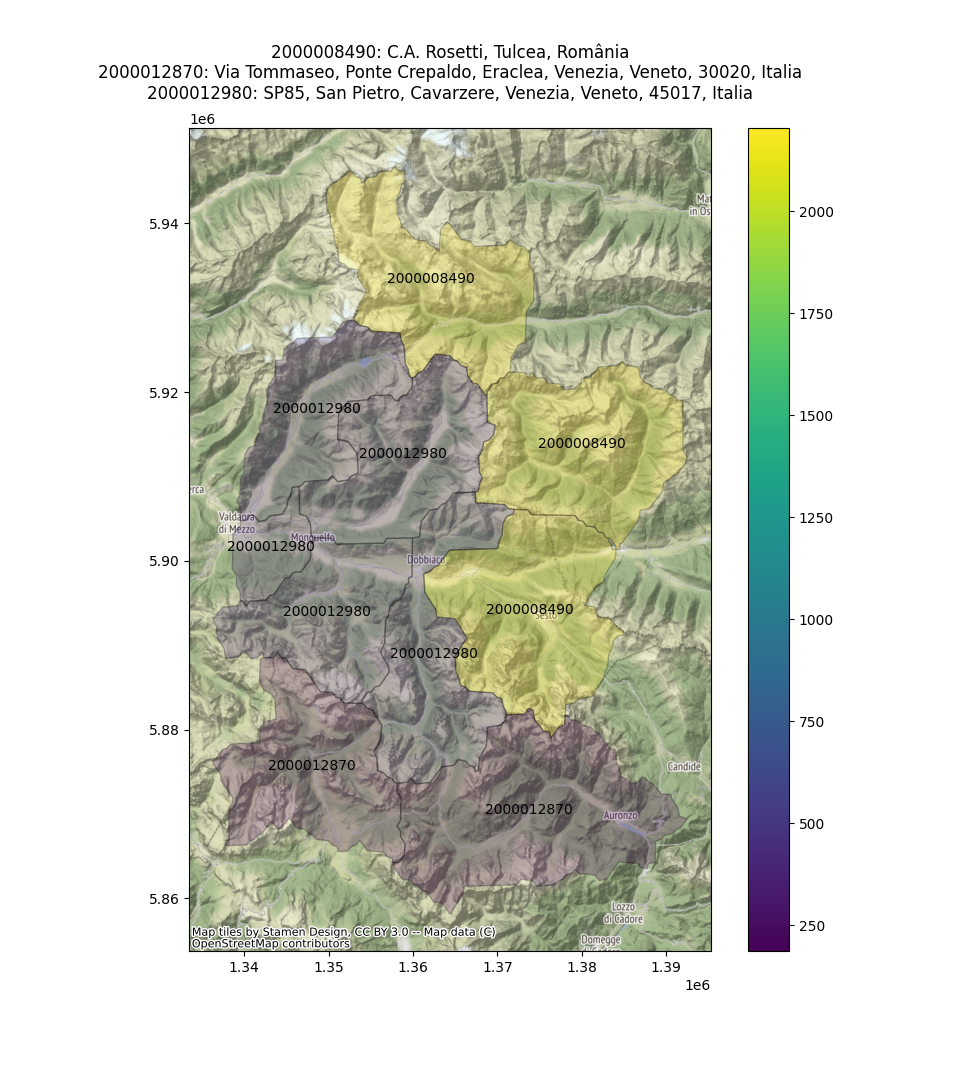 2000008490: C.A. Rosetti, Tulcea, România
2000012870: Via Tommaseo, Ponte Crepaldo, Eraclea, Venezia, Veneto, 30020, Italia
2000012980: SP85, San Pietro, Cavarzere, Venezia, Veneto, 45017, Italia
1e6
5.94
5.92
5.90
5.88
5.86
Mat
in Os
2000008490
2000012980
2000012980
2000008490
erca
Valdaora
di Mezzo
Monguelfo
2000012980
Dobbiaco
2000012980
2000008490
Sesto
2000012980
2000012870
Candide
2000012870
Auronzo
Lozzo
di Cadore
Domegge
Map tiles by Stamen Design, CC BY 3.0 -- Map data (C)
OpenStreetMap contributors
1.34 1.35 1.36 1.37 1.38 1.39
1e6
2000
1750
1500
1250
1000
750
500
250